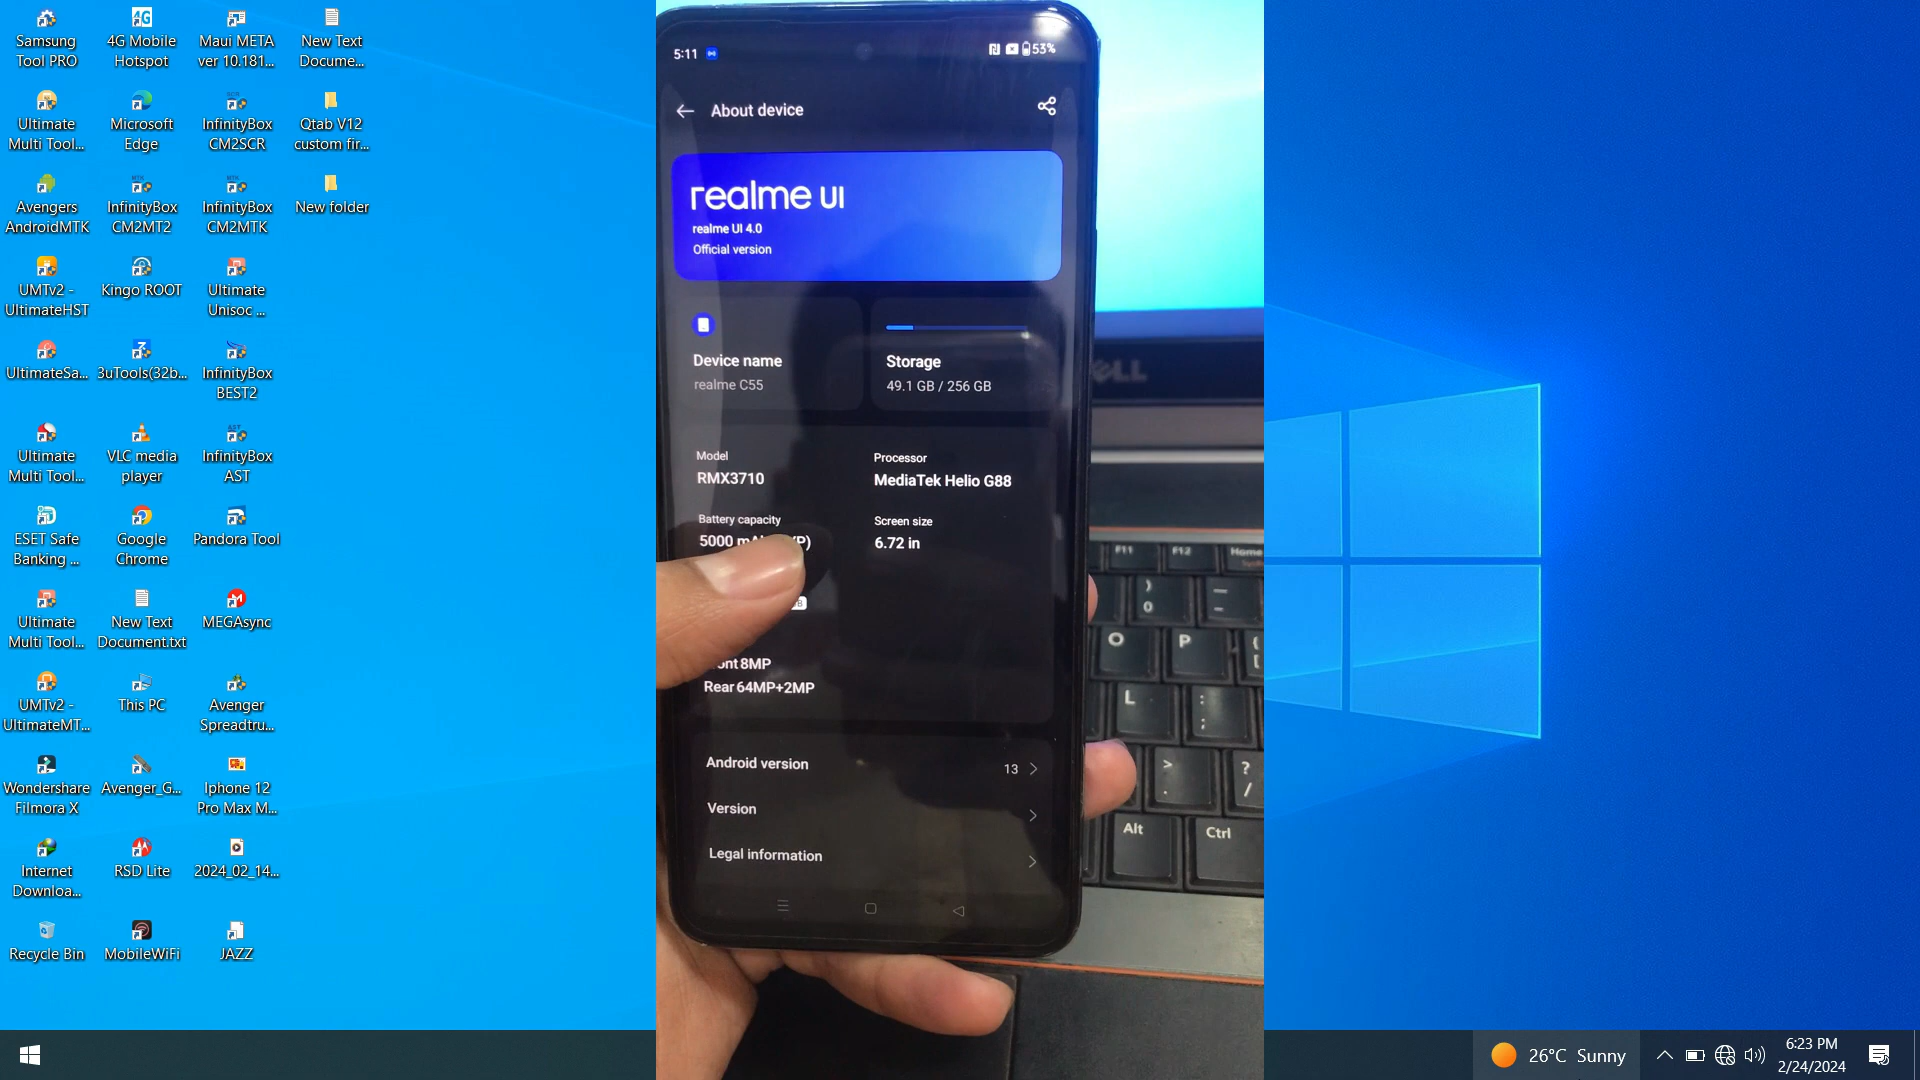 Samsung
Tool PRO
4G Mobile
Hotspot
Maui META
ver 10.181...
New Text
Docume...
Ultimate
Multi Tool...
Microsoft
Edge
InfinityBox
CM2SCR
Qtab V12
custom fir...
Avengers
AndroidMTK
InfinityBox
CM2MT2
InfinityBox
CM2MTK
New folder
UMTv2 -
UltimateHST
Kingo ROOT
Ultimate
Unisoc ...
UltimateSa...
3uTools(32b...
InfinityBox
BEST2
Ultimate
Multi Tool...
VLC media
player
InfinityBox
AST
ESET Safe
Banking ...
Google
Chrome
Pandora Tool
Ultimate
Multi Tool...
New Text
Document.txt
MEGAsync
UMTv2 -
UltimateMT...
This PC
Avenger
Spreadtru...
Wondershare
Filmora X
Avenger_G...
Iphone 12
Pro Max M...
Internet
Downloa...
RSD Lite
2024_02_14...
Recycle Bin
MobileWiFi
JAZZ
5:11
53%
About device
realme UI
realme UI 4.0
Official version
Device name
realme C55
Storage
49.1 GB / 256 GB
Model
RMX3710
Processor
MediaTek Helio G88
Battery capacity
5000
Screen size
6.72 in
8MP
Rear 64MP+2MP
Android version
13
Version
Legal information
DELL
F11
F12
Home
)
0
O
P
L
:
;
>
.
?
/
Alt
Ctrl
26°C Sunny
6:23 PM
2/24/2024